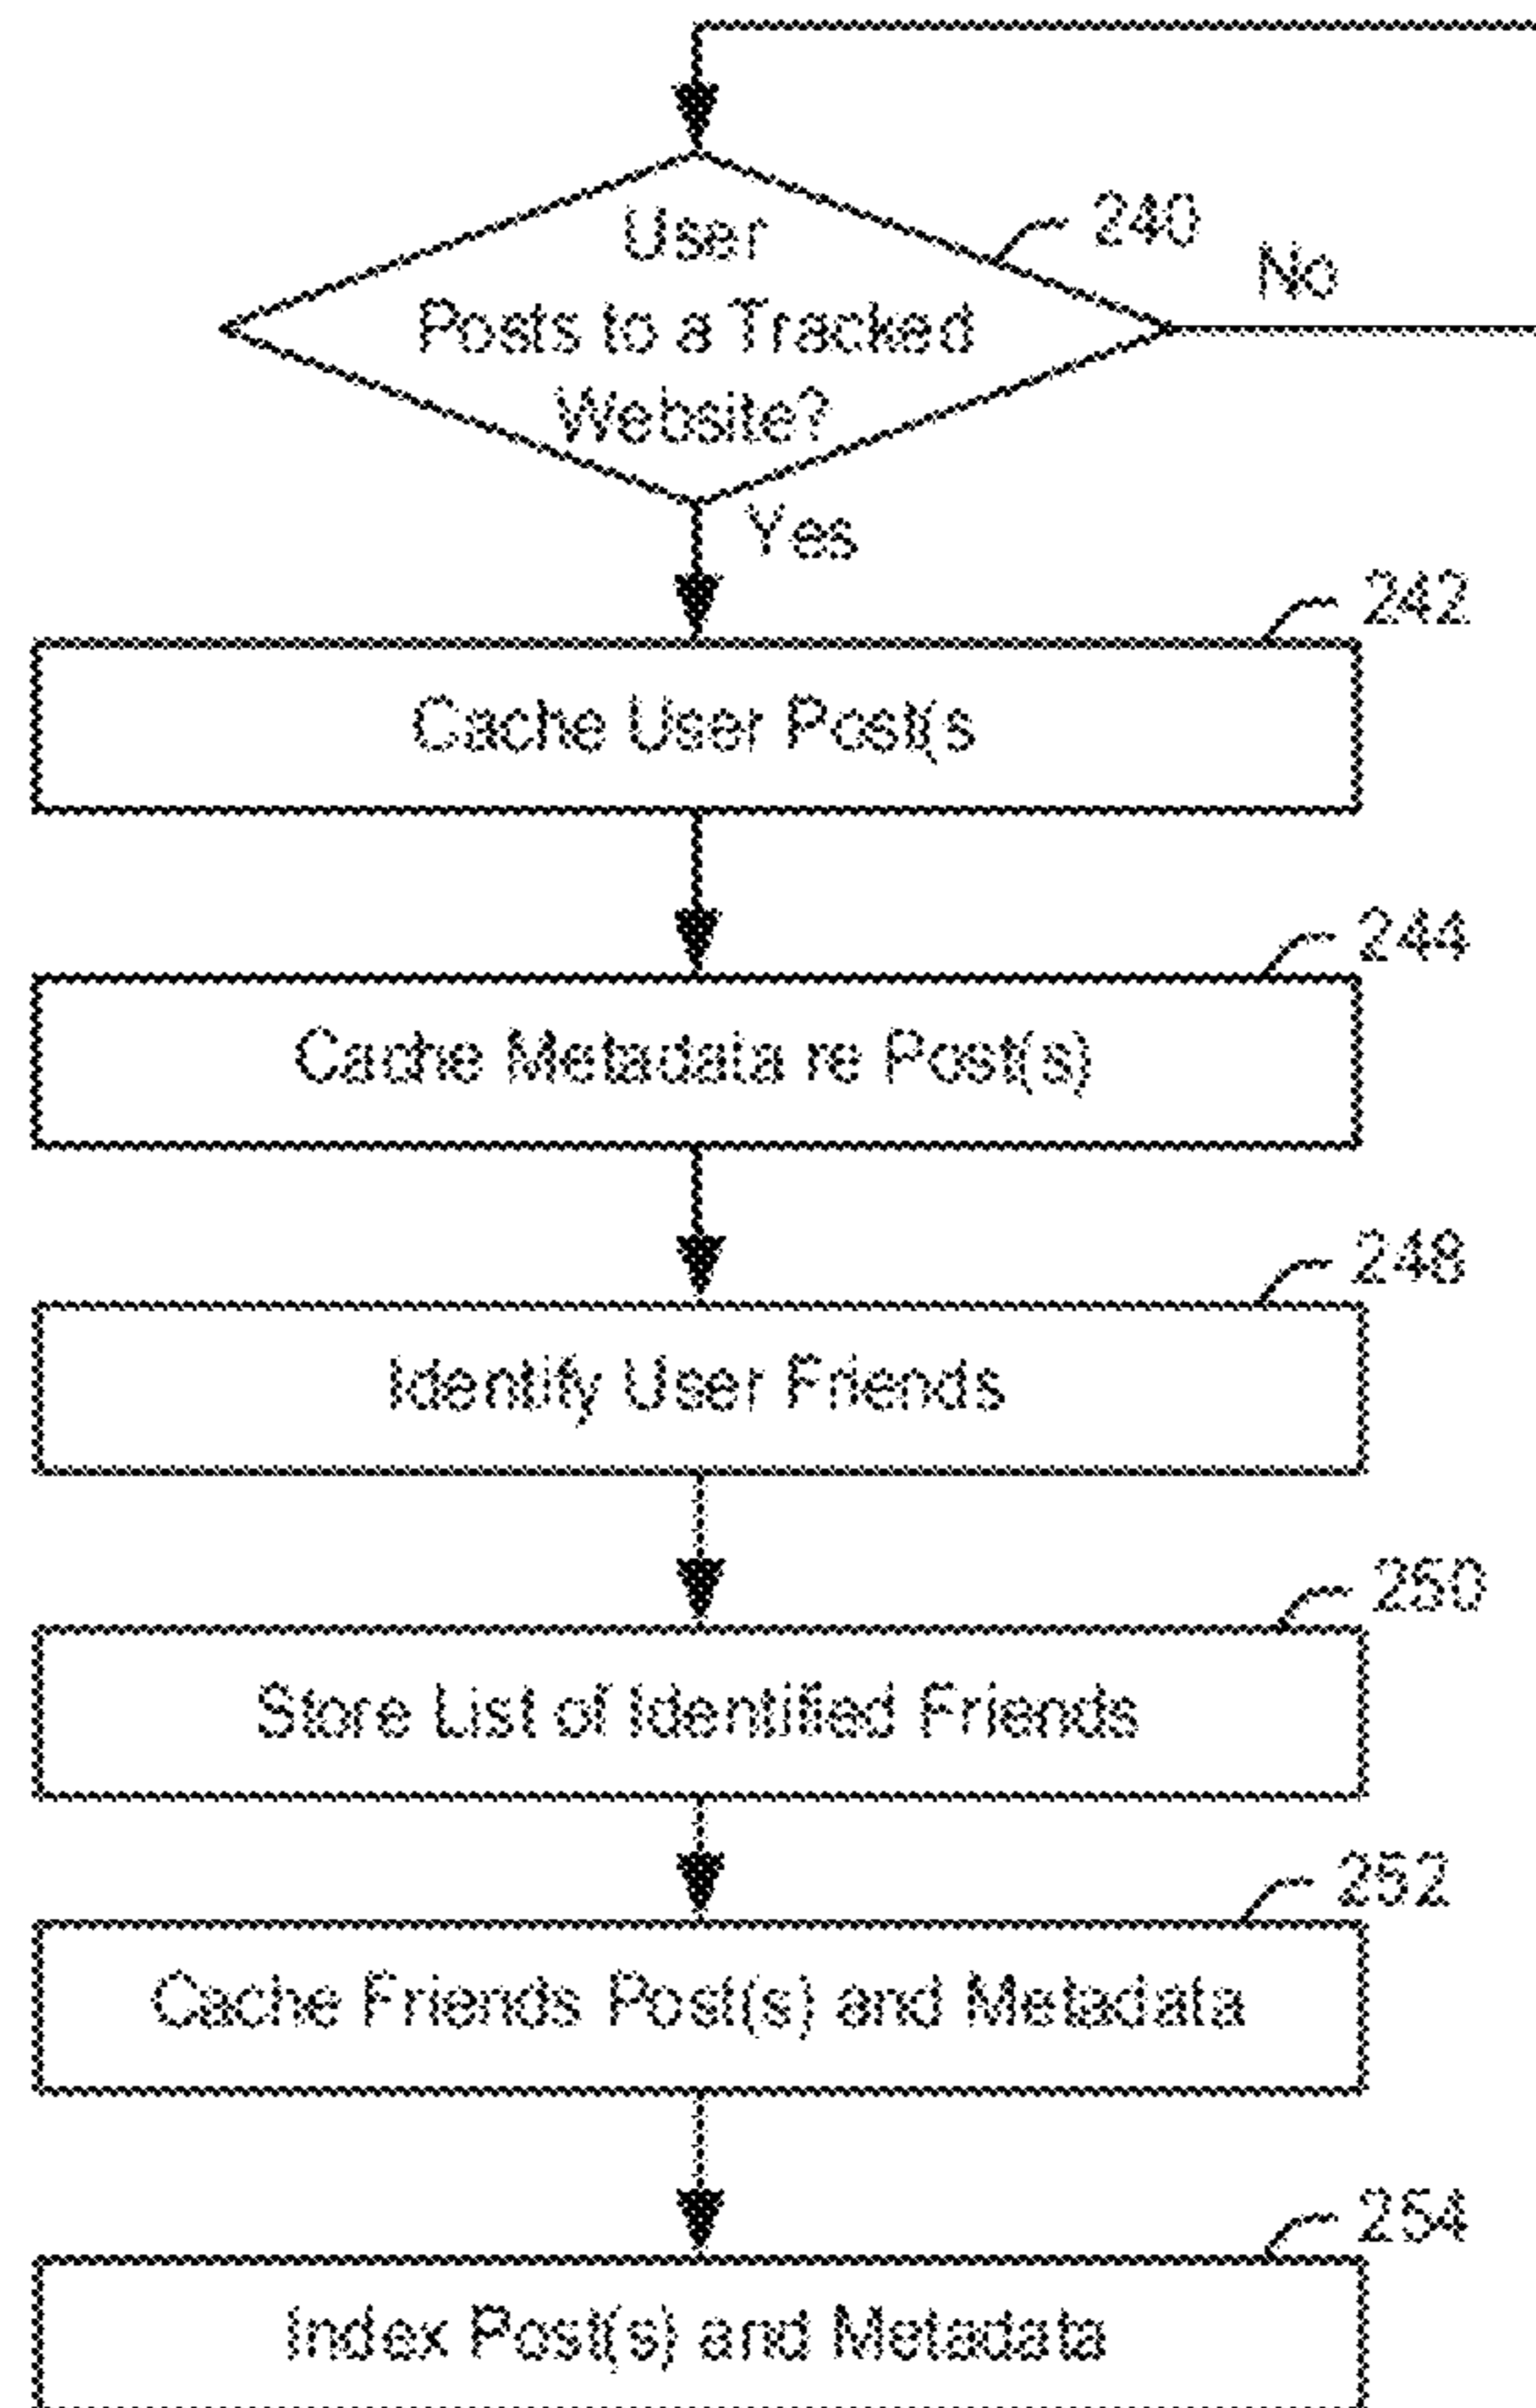 User
240
No
Posts to a Tracked
Website?
Yes
242
Cache User Post(s
244
Cache Metadata re Post(s)
248
Identify User Friends
250
Store List of Identified Friends
252
Cache Friends Post(s) and Metadata
254
Index Post(s) and Metadata